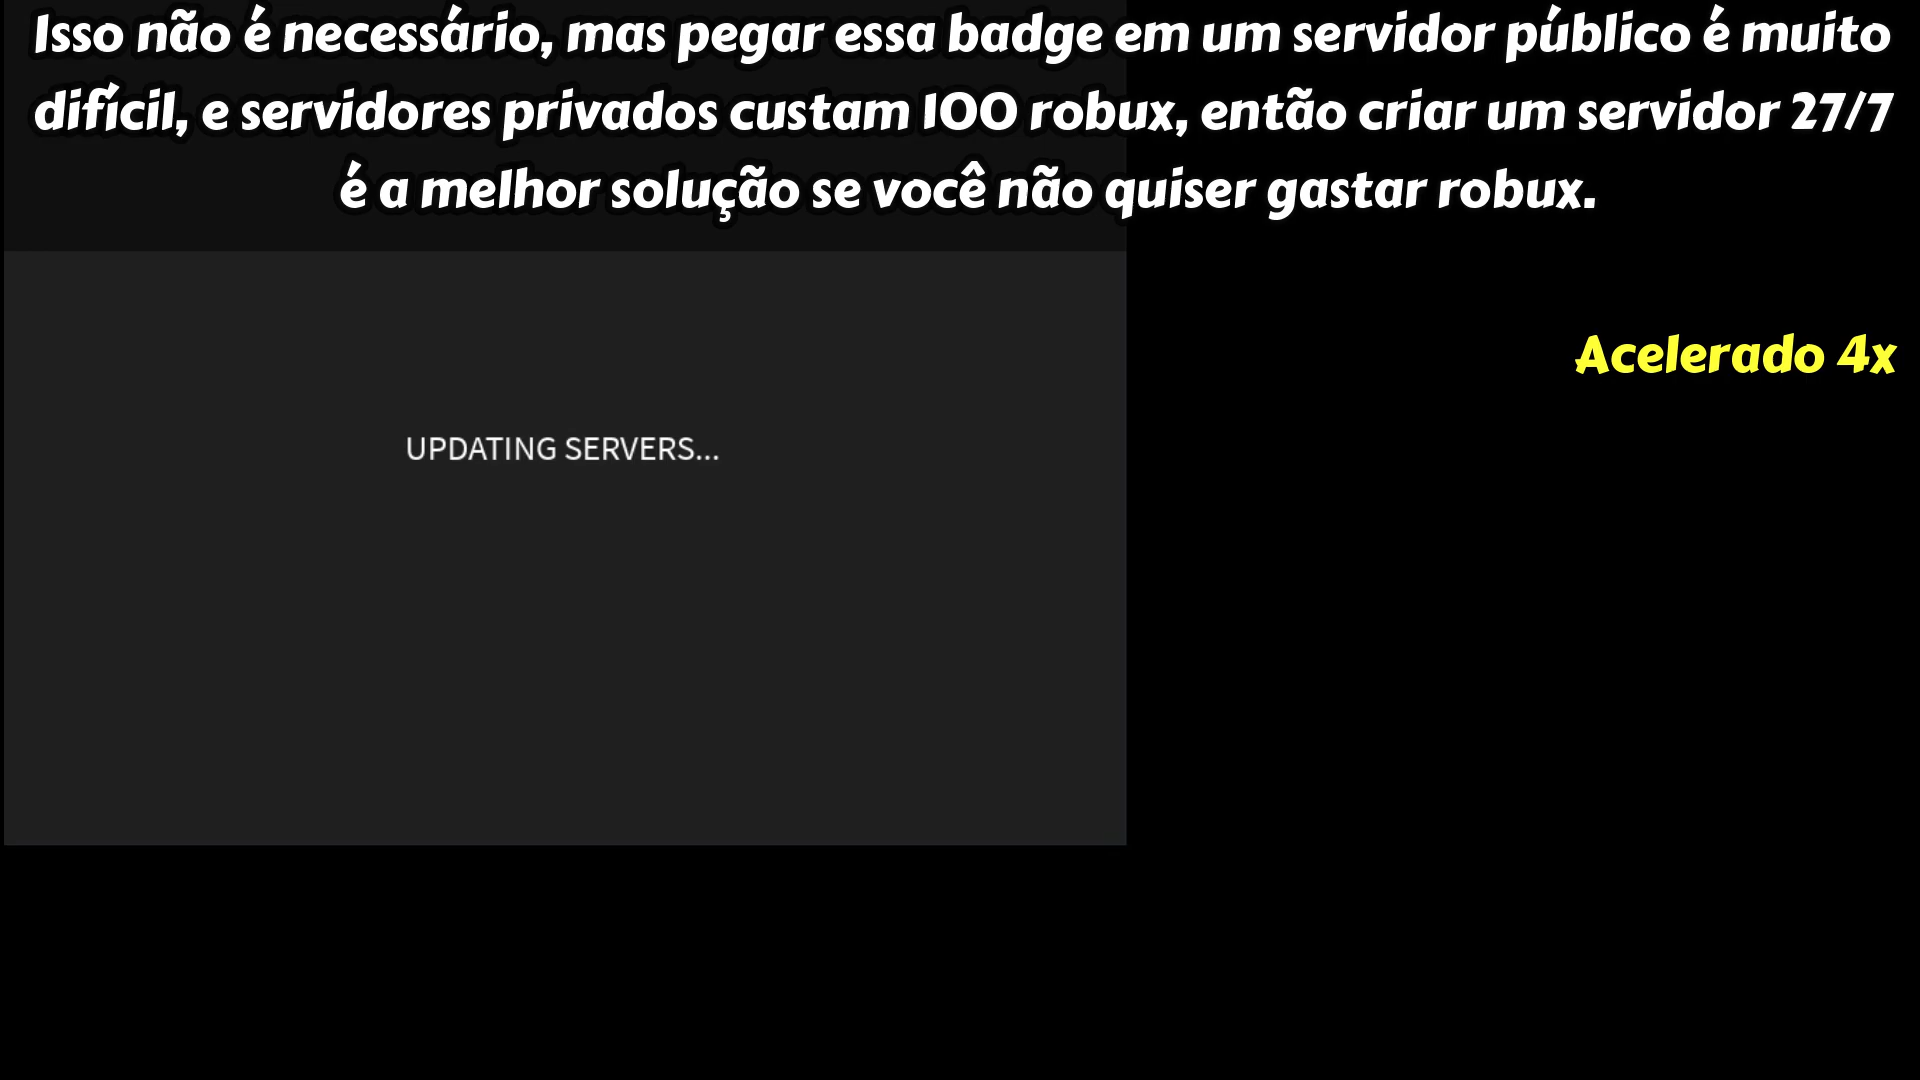 Isso não é necessário, mas pegar essa badge em um servidor público é muito
difícil, e servidores privados custam 100 robux, então criar um servidor 27/7
é a melhor solução se você não quiser gastar robux.
Acelerado 4x
UPDATING SERVERS...